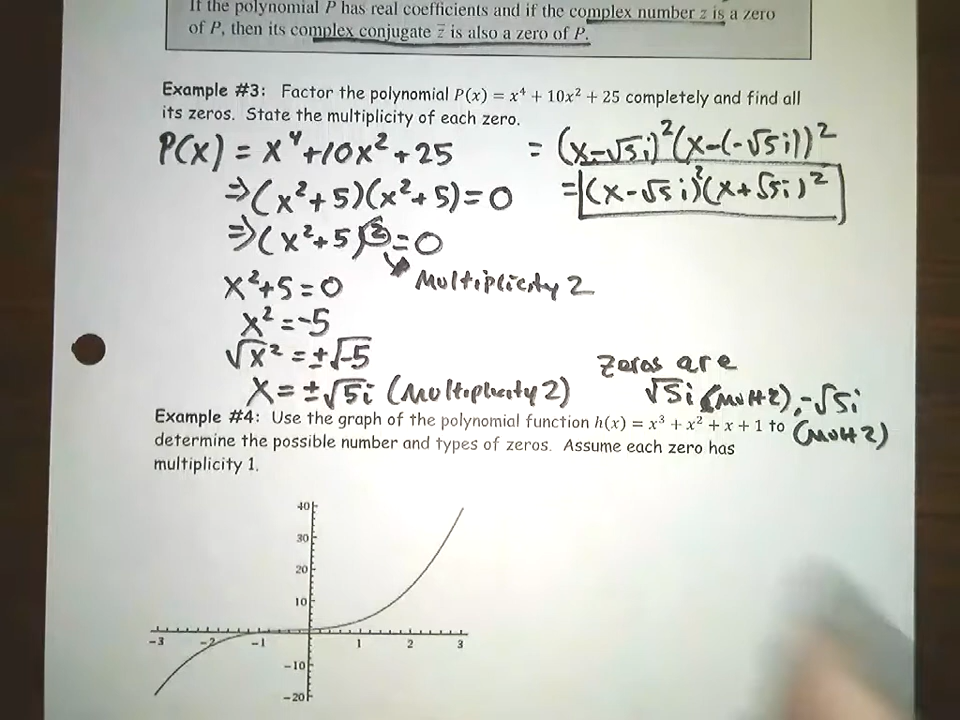 If the polynomial P has real coefficients and if the complex number z is a zero
of P, then its complex conjugate z̄ is also a zero of P.
Example #3: Factor the polynomial P(x) = x⁴ + 10x² + 25 completely and find all
its zeros. State the multiplicity of each zero.
P(x) = x⁴+10x²+25
⇒(x²+5)(x²+5)=0
⇒(x²+5)²=0
Multiplicity 2
x²+5=0
x²=-5
√x² = ±√-5
x=±√5i (Multiplicity 2)
= (x-√5i)²(x-(-√5i))²
= (x-√5i)²(x+√5i)²
Zeros are
√5i (mult 2), -√5i
(mult 2)
Example #4: Use the graph of the polynomial function h(x) = x³ + x² + x + 1 to
determine the possible number and types of zeros. Assume each zero has
multiplicity 1.
40
30
20
10
-3 -2 -1 1 2 3
-10
-20